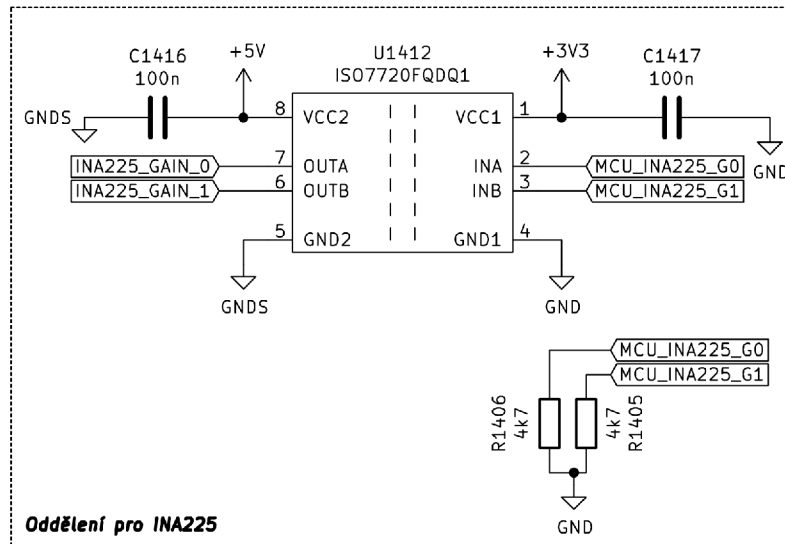 C1416
100n
+5V
U1412
ISO7720FQDQ1
+3V3
C1417
100n
GNDS
8
VCC2
VCC1
1
GND
INA225_GAIN_0
7
OUTA
INA
2
MCU_INA225_G0
INA225_GAIN_1
6
OUTB
INB
3
MCU_INA225_G1
5
GND2
GND1
4
GNDS
GND
MCU_INA225_G0
MCU_INA225_G1
R1406
4k7
4k7
R1405
GND
Oddělení pro INA225